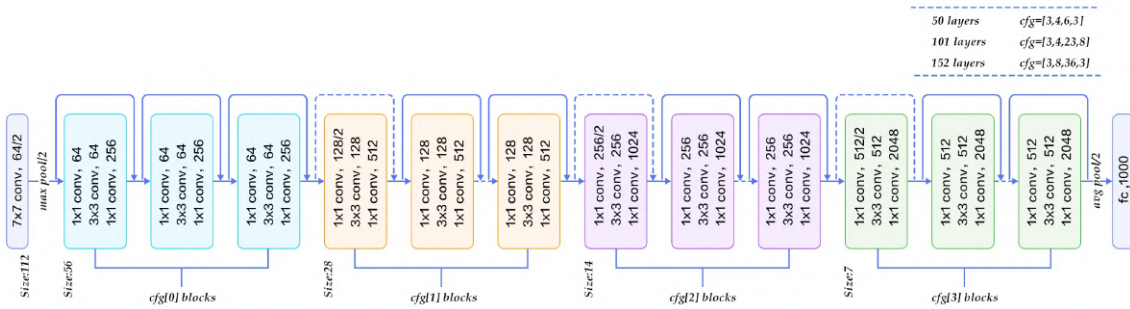 50 layers cfg=[3,4,6,3]
101 layers cfg=[3,4,23,8]
152 layers cfg=[3,8,36,3]
7x7 conv, 64/2
max pool/2
1x1 conv, 64
3x3 conv, 64
1x1 conv, 256
1x1 conv, 64
3x3 conv, 64
1x1 conv, 256
1x1 conv, 64
3x3 conv, 64
1x1 conv, 256
1x1 conv, 128/2
3x3 conv, 128
1x1 conv, 512
1x1 conv, 128
3x3 conv, 128
1x1 conv, 512
1x1 conv, 128
3x3 conv, 128
1x1 conv, 512
1x1 conv, 256/2
3x3 conv, 256
1x1 conv, 1024
1x1 conv, 256
3x3 conv, 256
1x1 conv, 1024
1x1 conv, 256
3x3 conv, 256
1x1 conv, 1024
1x1 conv, 512/2
3x3 conv, 512
1x1 conv, 2048
1x1 conv, 512
3x3 conv, 512
1x1 conv, 2048
1x1 conv, 512
3x3 conv, 512
1x1 conv, 2048
avg pool/2
fc ,1000
Size:112
Size:56
Size:28
Size:14
Size:7
cfg[0] blocks
cfg[1] blocks
cfg[2] blocks
cfg[3] blocks